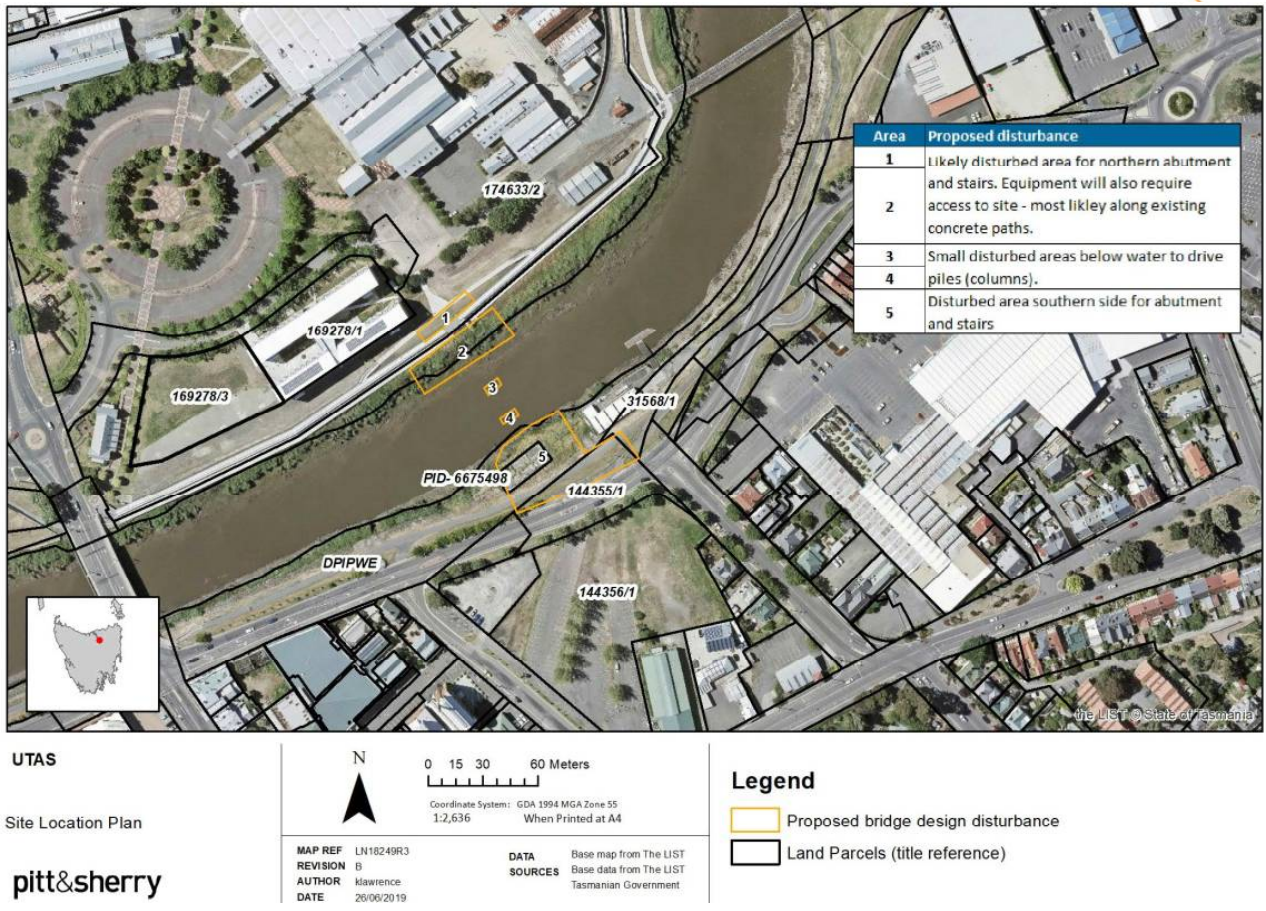 Area Proposed disturbance
1 Likely disturbed area for northern abutment
and stairs. Equipment will also require
2 access to site - most likley along existing
concrete paths.
3 Small disturbed areas below water to drive
4 piles (columns).
5 Disturbed area southern side for abutment
and stairs
174633/2
1
169278/1
2
3
169278/3
4
31568/1
5
PID- 6675498
144355/1
DPIPWE
144356/1
the LIST © State of Tasmania
UTAS
Site Location Plan
pitt&sherry
N
0 15 30 60 Meters
Coordinate System: GDA 1994 MGA Zone 55
1:2,636 When Printed at A4
MAP REF LN18249R3
REVISION B
AUTHOR klawrence
DATE 26/06/2019
DATA SOURCES
Base map from The LIST
Base data from The LIST
Tasmanian Government
Legend
Proposed bridge design disturbance
Land Parcels (title reference)